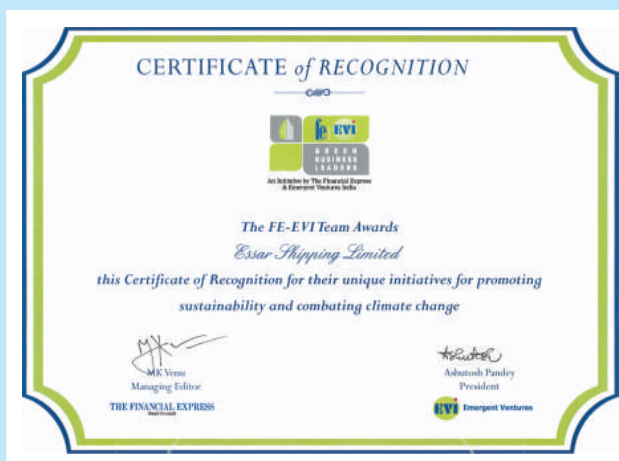 CERTIFICATE of RECOGNITION
fe EVi
GREEN
BUSINESS
LEADERS
An Initiative by The Financial Express
& Emergent Ventures India
The FE-EVI Team Awards
Essar Shipping Limited
this Certificate of Recognition for their unique initiatives for promoting
sustainability and combating climate change
MK Venu
Managing Editor
THE FINANCIAL EXPRESS
Ashutosh
Ashutosh Pandey
President
EVi Emergent Ventures